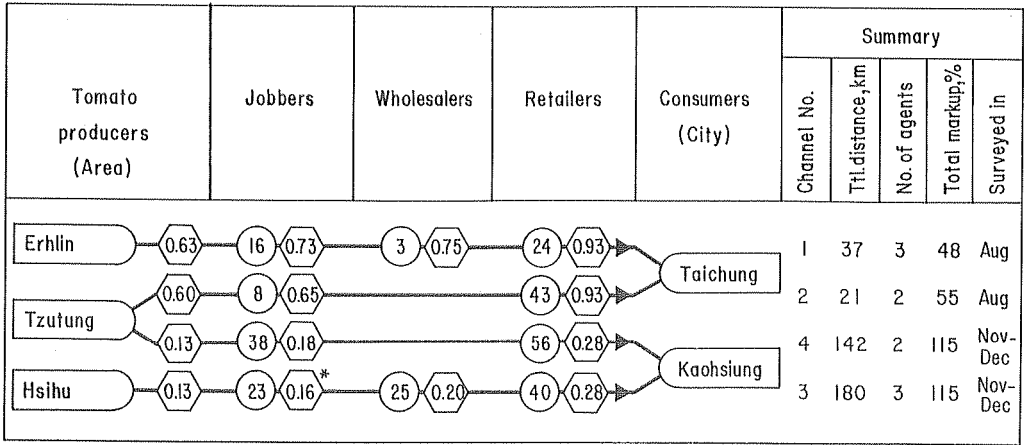 Summary
Tomato
producers
(Area)
Jobbers
Wholesalers
Retailers
Consumers
(City)
Channel No.
Ttl.distance,km
No. of agents
Total markup,%
Surveyed in
Erhlin
0.63
16
0.73
3
0.75
24
0.93
Taichung
1 37 3 48 Aug
Tzutung
0.60
8
0.65
43
0.93
2 21 2 55 Aug
0.13
38
0.18
56
0.28
Kaohsiung
4 142 2 115 Nov-
Dec
Hsihu
0.13
23
0.16*
25
0.20
40
0.28
3 180 3 115 Nov-
Dec